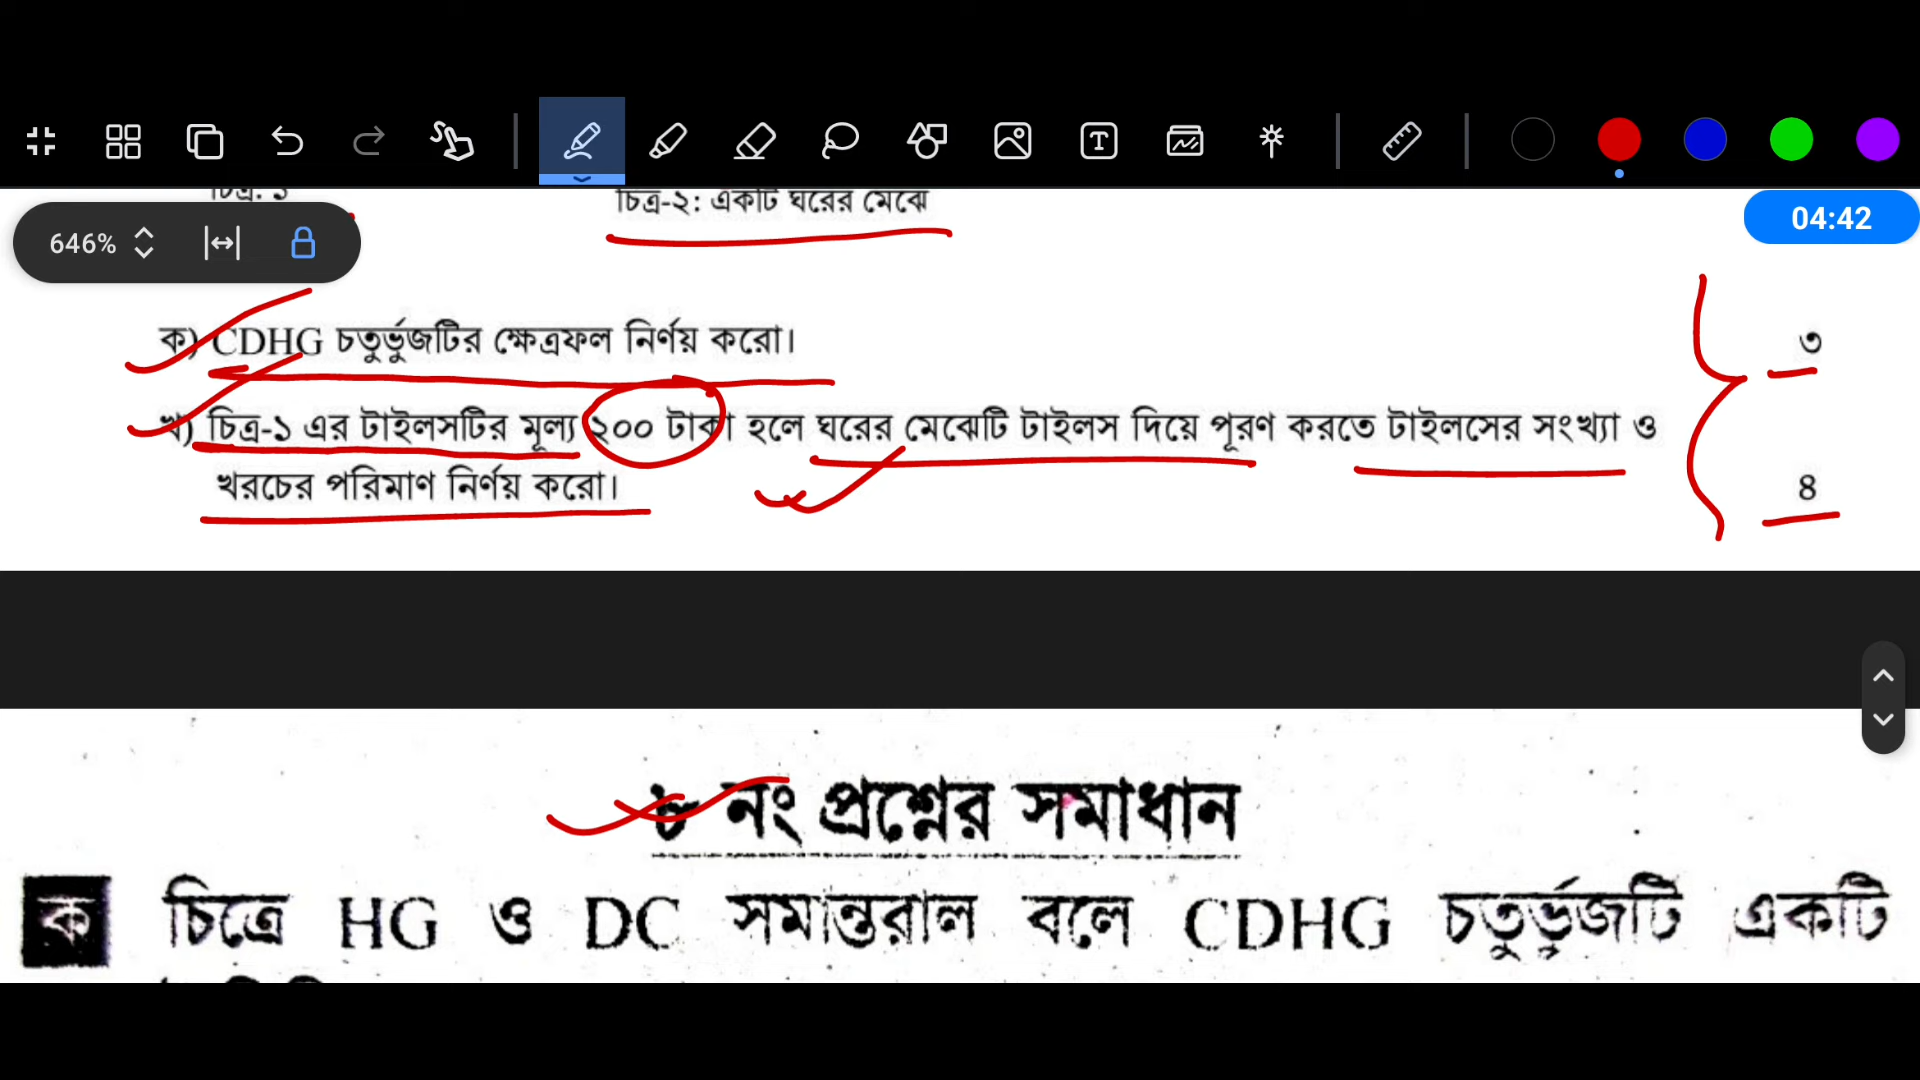 চিত্র: ১
চিত্র-২: একটি ঘরের মেঝে
646%
04:42
ক) CDHG চতুর্ভুজটির ক্ষেত্রফল নির্ণয় করো।
৩
খ) চিত্র-১ এর টাইলসটির মূল্য ২০০ টাকা হলে ঘরের মেঝেটি টাইলস দিয়ে পূরণ করতে টাইলসের সংখ্যা ও
খরচের পরিমাণ নির্ণয় করো।
৪
৮ নং প্রশ্নের সমাধান
ক চিত্রে HG ও DC সমান্তরাল বলে CDHG চতুর্ভুজটি একটি